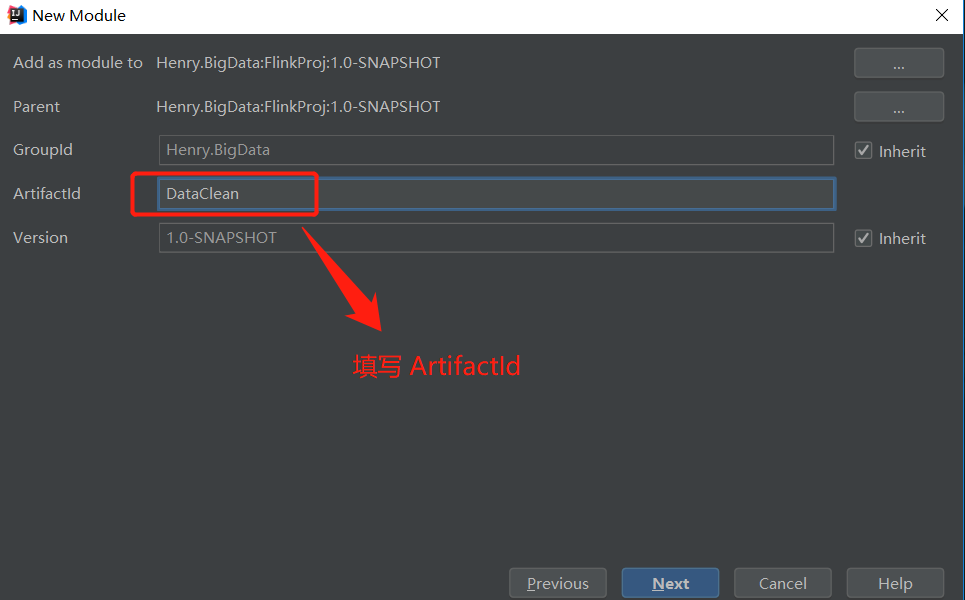 New Module
Add as module to Henry.BigData:FlinkProj:1.0-SNAPSHOT ...
Parent Henry.BigData:FlinkProj:1.0-SNAPSHOT ...
GroupId Henry.BigData Inherit
ArtifactId DataClean
Version 1.0-SNAPSHOT Inherit
填写 ArtifactId
Previous Next Cancel Help